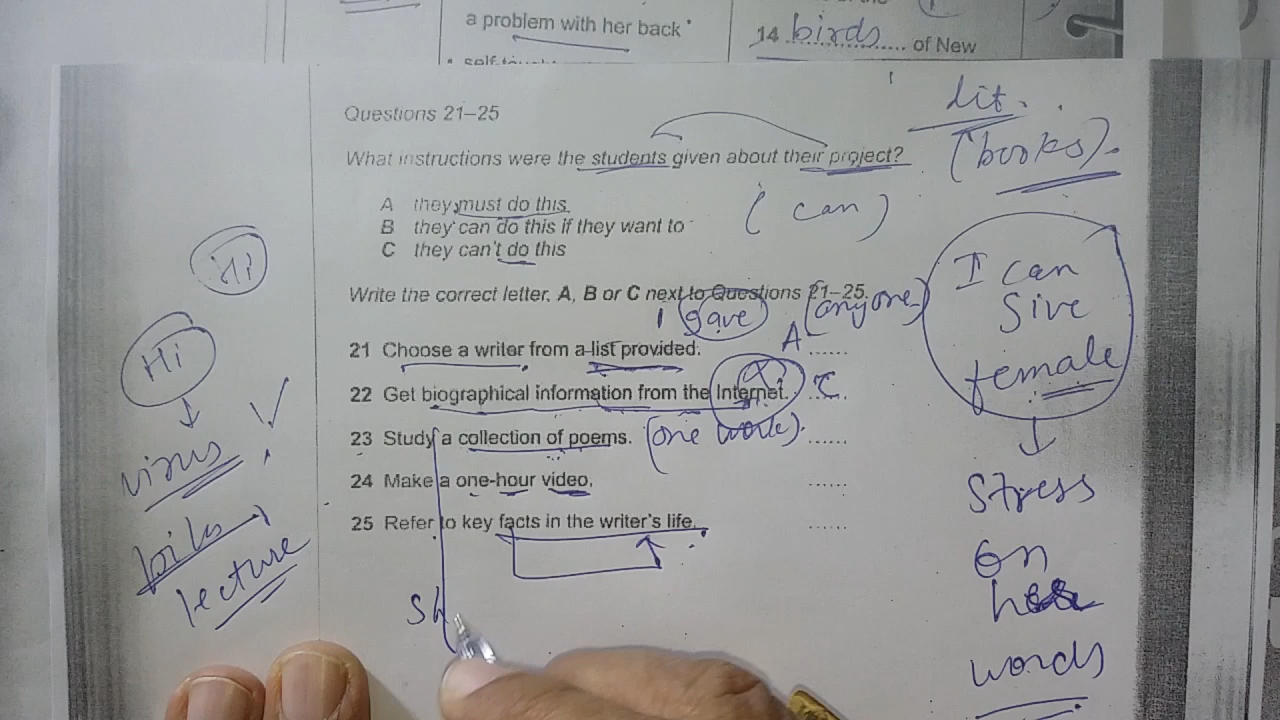 a problem with her back
14 birds of New
Questions 21–25
lit.
What instructions were the students given about their project?
(books).
A they must do this.
B they can do this if they want to
(can)
C they can't do this
Hi
Write the correct letter, A, B or C next to Questions 21–25.
1 gave
(anyone)
I can
give
female
21 Choose a writer from a list provided. A ......
Hi
22 Get biographical information from the Internet. C
23 Study a collection of poems. (one work). ......
virus
24 Make a one-hour video. ......
stress
25 Refer to key facts in the writer's life. ......
on
lecture
Sh
words